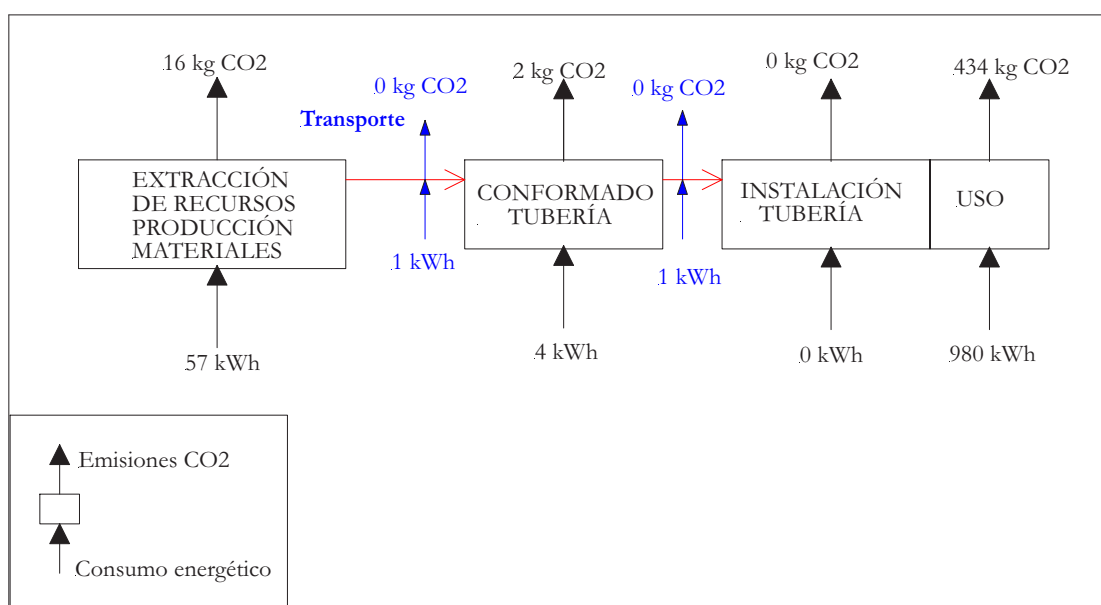 16 kg CO2
0 kg CO2
Transporte
2 kg CO2
0 kg CO2
0 kg CO2
434 kg CO2
EXTRACCIÓN
DE RECURSOS
PRODUCCIÓN
MATERIALES
CONFORMADO
TUBERÍA
INSTALACIÓN
TUBERÍA
USO
57 kWh
1 kWh
4 kWh
1 kWh
0 kWh
980 kWh
Emisiones CO2
Consumo energético